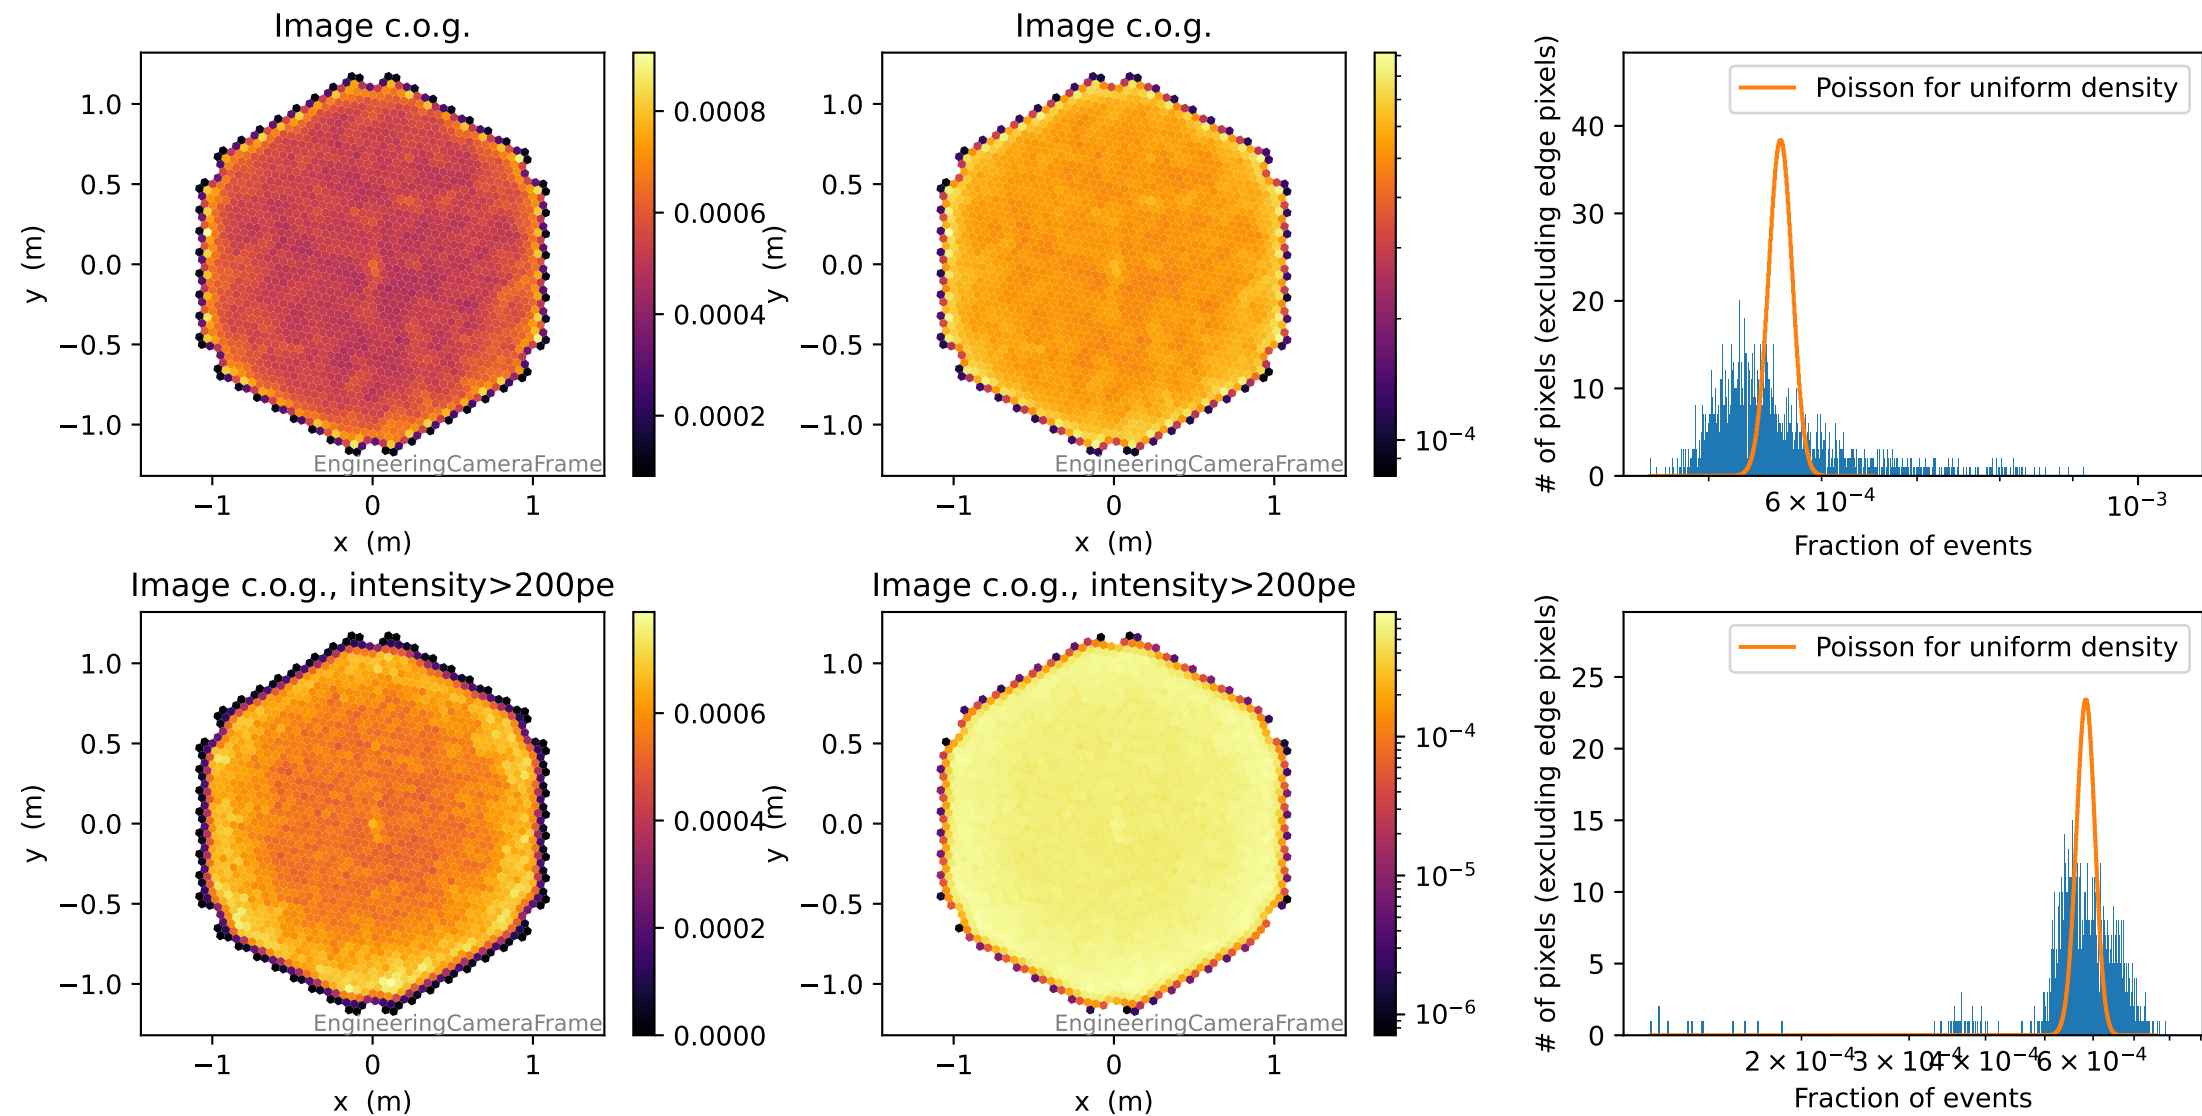 Image c.o.g.
1.0
0.5
0.0
−0.5
−1.0
y (m)
−1 0 1
x (m)
EngineeringCameraFrame
0.0008
0.0006
0.0004
0.0002
Image c.o.g.
1.0
0.5
0.0
−0.5
−1.0
y (m)
−1 0 1
x (m)
EngineeringCameraFrame
10⁻⁴
Poisson for uniform density
# of pixels (excluding edge pixels)
40
30
20
10
0
6 × 10⁻⁴ 10⁻³
Fraction of events
Image c.o.g., intensity>200pe
1.0
0.5
0.0
−0.5
−1.0
y (m)
−1 0 1
x (m)
EngineeringCameraFrame
0.0006
0.0004
0.0002
0.0000
Image c.o.g., intensity>200pe
1.0
0.5
0.0
−0.5
−1.0
y (m)
−1 0 1
x (m)
EngineeringCameraFrame
10⁻⁴
10⁻⁵
10⁻⁶
Poisson for uniform density
# of pixels (excluding edge pixels)
25
20
15
10
5
0
2 × 10⁻⁴ 3 × 10⁻⁴ 4 × 10⁻⁴ 6 × 10⁻⁴
Fraction of events